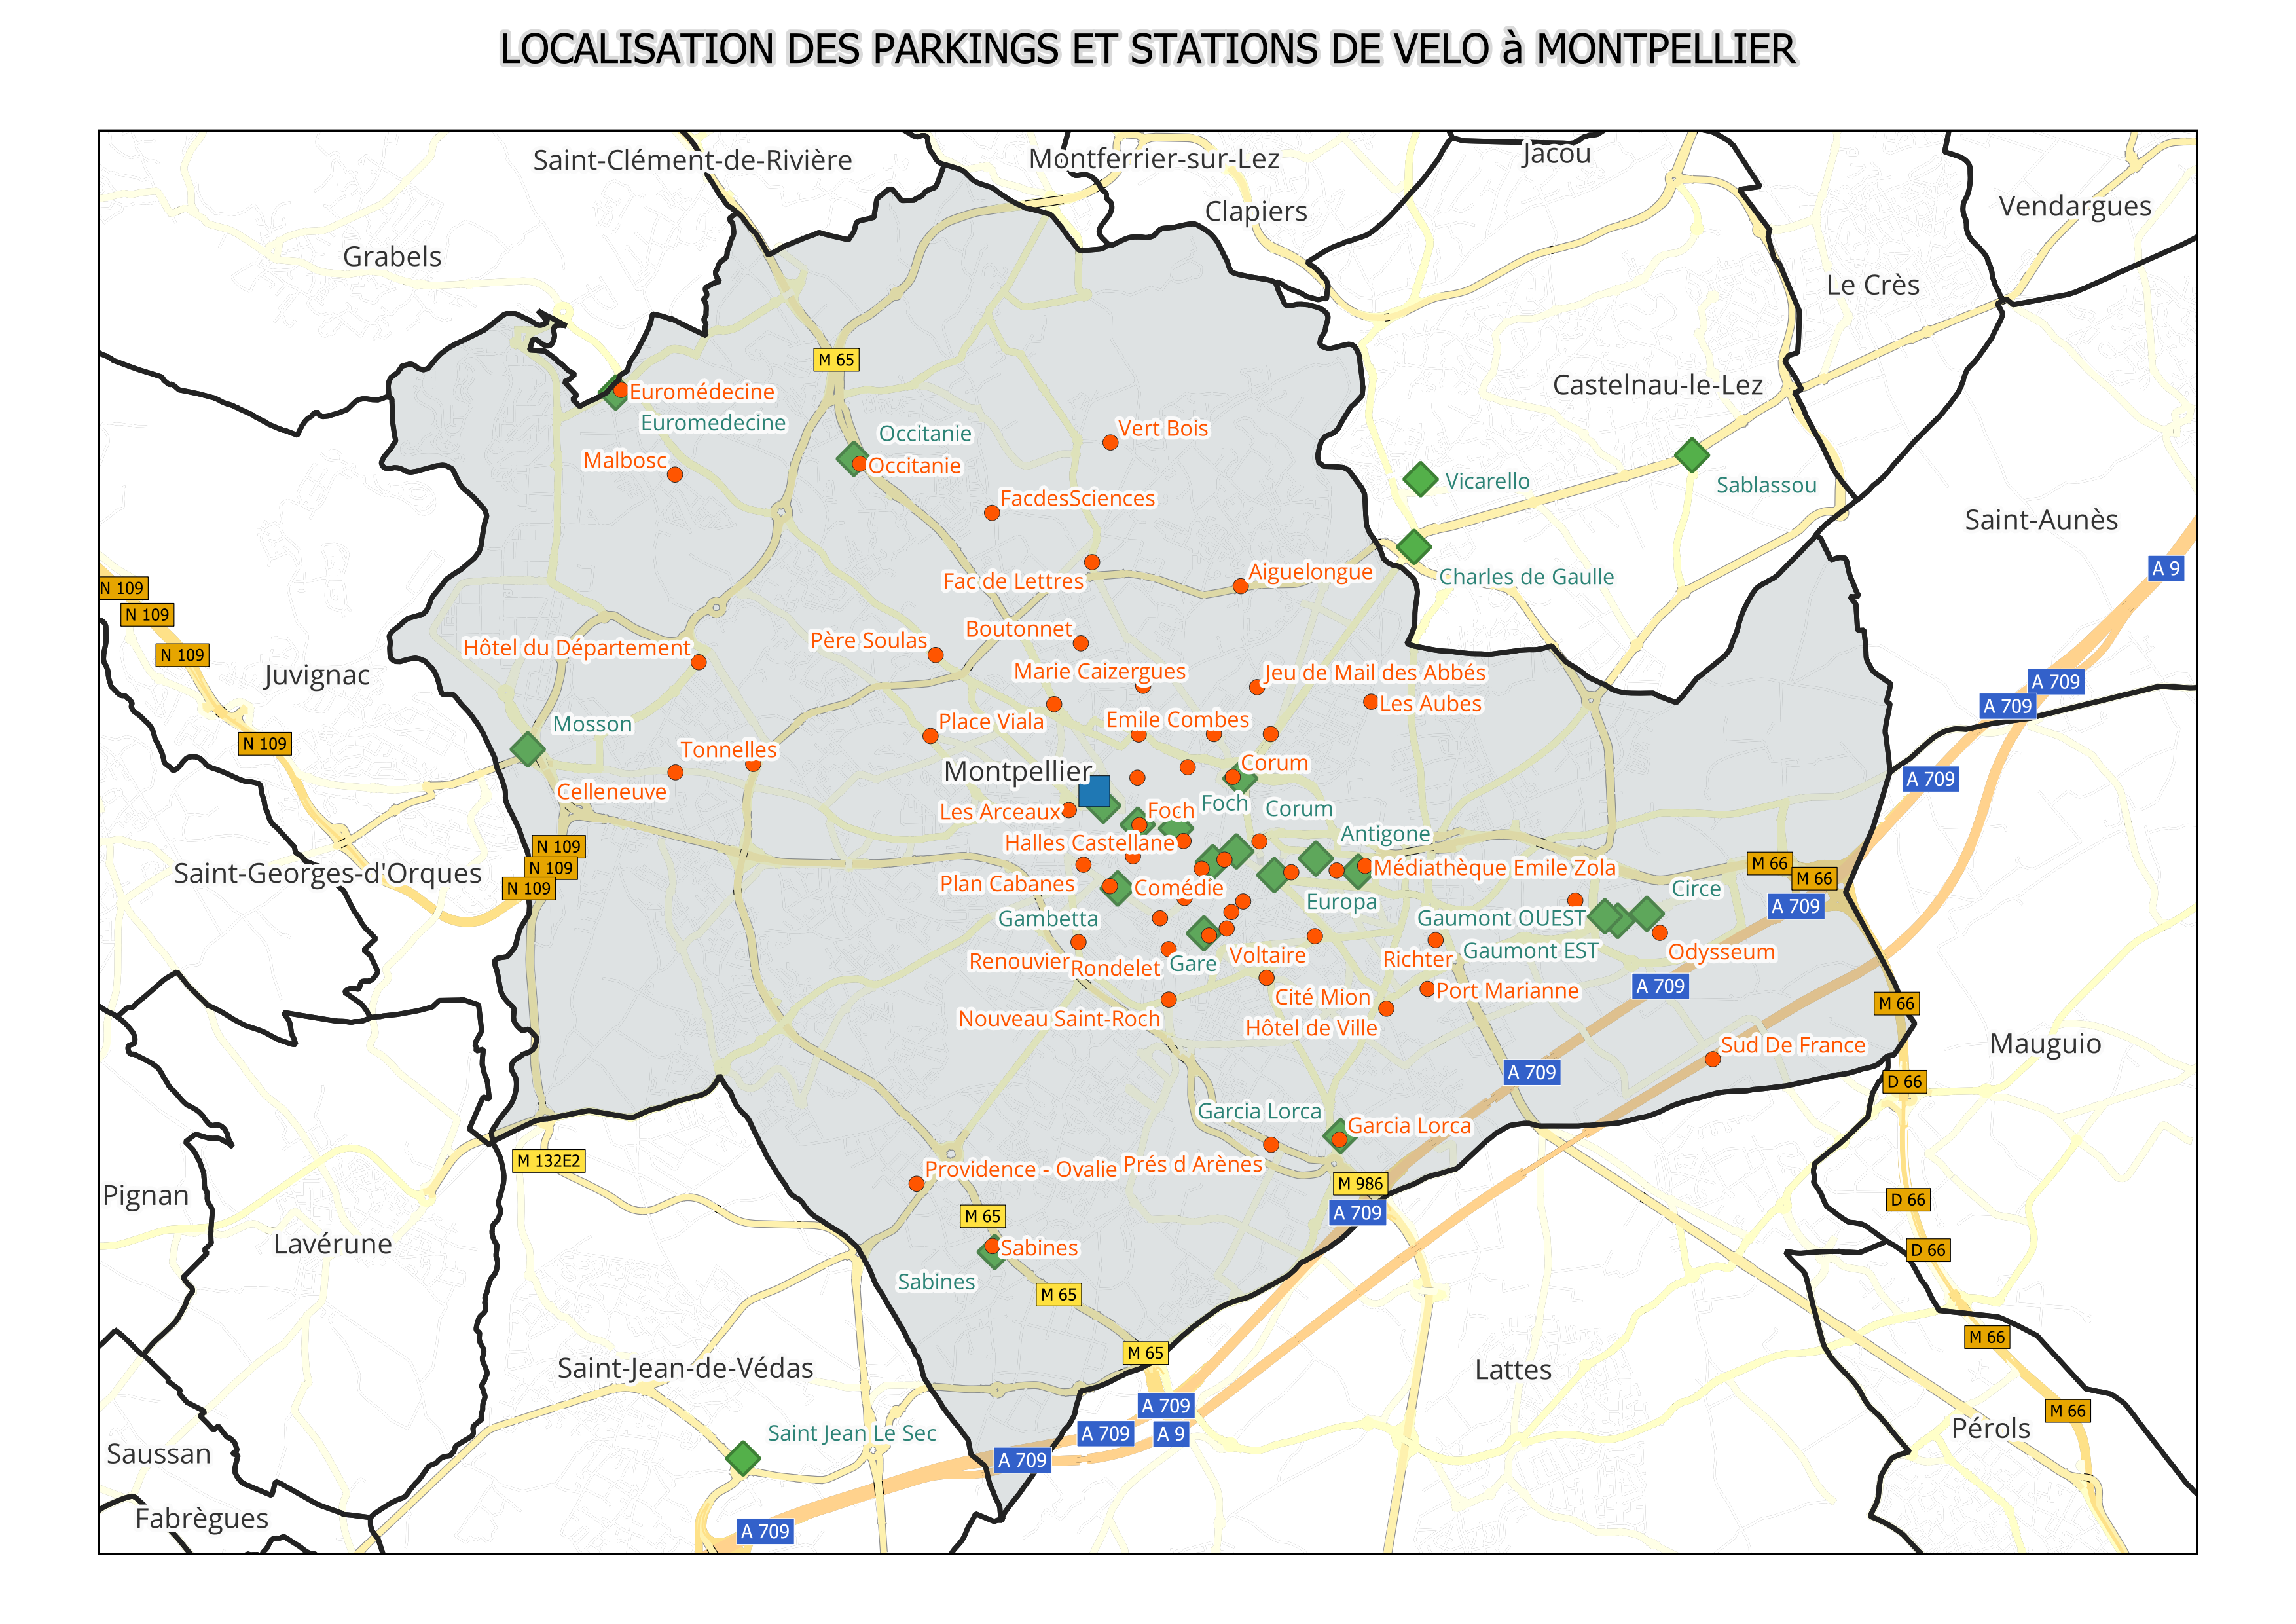 LOCALISATION DES PARKINGS ET STATIONS DE VELO à MONTPELLIER
Jacou
Saint-Clément-de-Rivière
Montferrier-sur-Lez
Clapiers
Vendargues
Grabels
Le Crès
M 65
Castelnau-le-Lez
Euromédecine
Euromedecine
Vert Bois
Occitanie
Malbosc
Occitanie
Vicarello
Sablassou
FacdesSciences
Saint-Aunès
A 9
Fac de Lettres
Aiguelongue
Charles de Gaulle
N 109
N 109
Boutonnet
Père Soulas
Hôtel du Département
N 109
Juvignac
Marie Caizergues
Jeu de Mail des Abbés
A 709
Les Aubes
A 709
Mosson
Place Viala
Emile Combes
N 109
Tonnelles
Corum
Montpellier
A 709
Celleneuve
Foch
Les Arceaux
Foch
Corum
Antigone
Halles Castellane
N 109
M 66
N 109
Médiathèque Emile Zola
Saint-Georges-d'Orques
M 66
Plan Cabanes
Comédie
Circe
N 109
Europa
A 709
Gambetta
Gaumont OUEST
Voltaire
Gaumont EST
Odysseum
Renouvier
Rondelet
Gare
Richter
A 709
Cité Mion
Port Marianne
M 66
Nouveau Saint-Roch
Hôtel de Ville
Sud De France
Mauguio
A 709
D 66
Garcia Lorca
Garcia Lorca
M 132E2
Providence - Ovalie
Prés d Arènes
M 986
Pignan
D 66
A 709
M 65
Lavérune
Sabines
D 66
Sabines
M 65
M 66
M 65
Saint-Jean-de-Védas
Lattes
A 709
M 66
Saint Jean Le Sec
A 709
A 9
Pérols
Saussan
A 709
Fabrègues
A 709